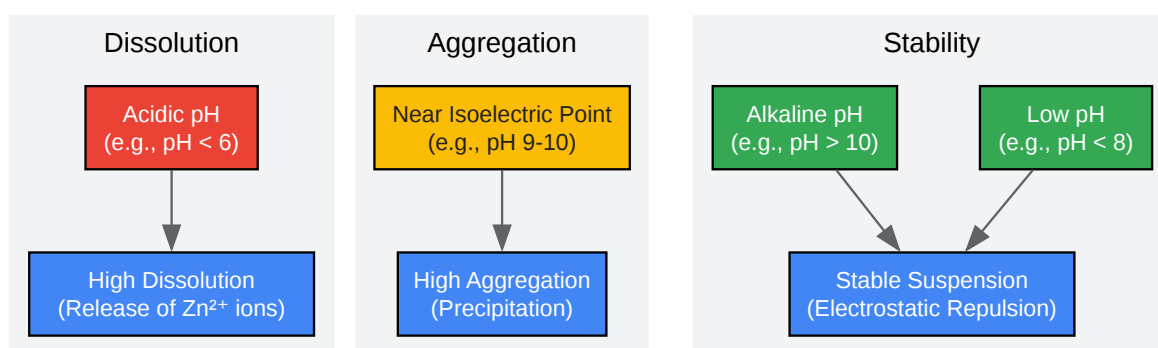 Dissolution
Acidic pH
(e.g., pH < 6)
High Dissolution
(Release of Zn²⁺ ions)
Aggregation
Near Isoelectric Point
(e.g., pH 9-10)
High Aggregation
(Precipitation)
Stability
Alkaline pH
(e.g., pH > 10)
Low pH
(e.g., pH < 8)
Stable Suspension
(Electrostatic Repulsion)